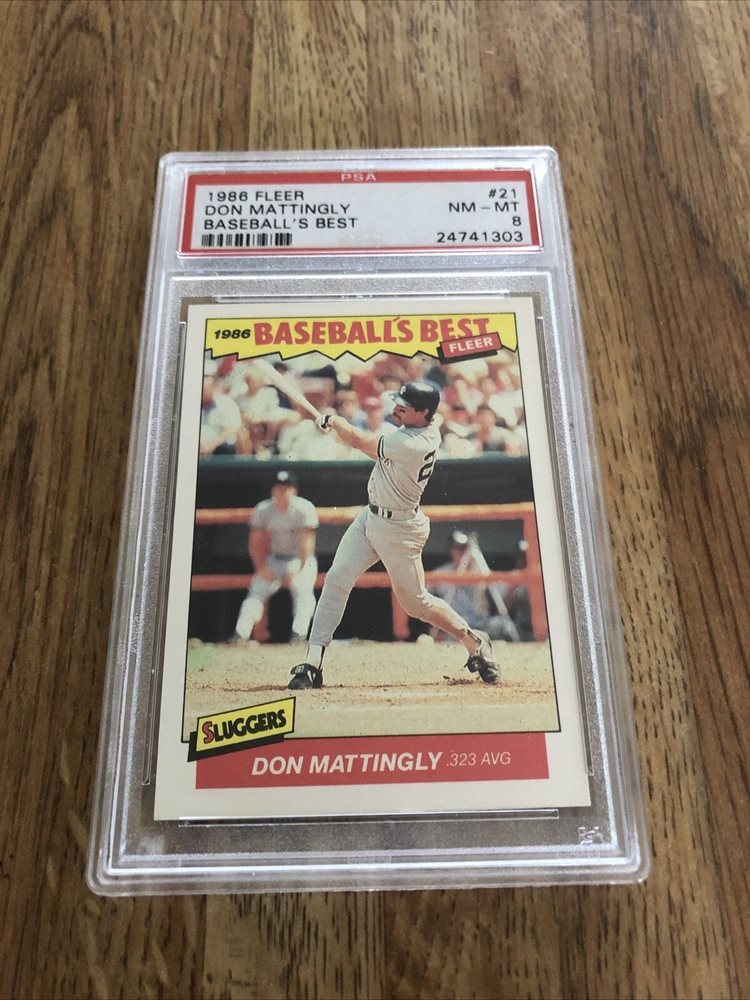 PSA
1986 FLEER #21
DON MATTINGLY NM - MT
BASEBALL'S BEST 8
24741303
1986 BASEBALL'S BEST
FLEER
2
SLUGGERS
DON MATTINGLY .323 AVG